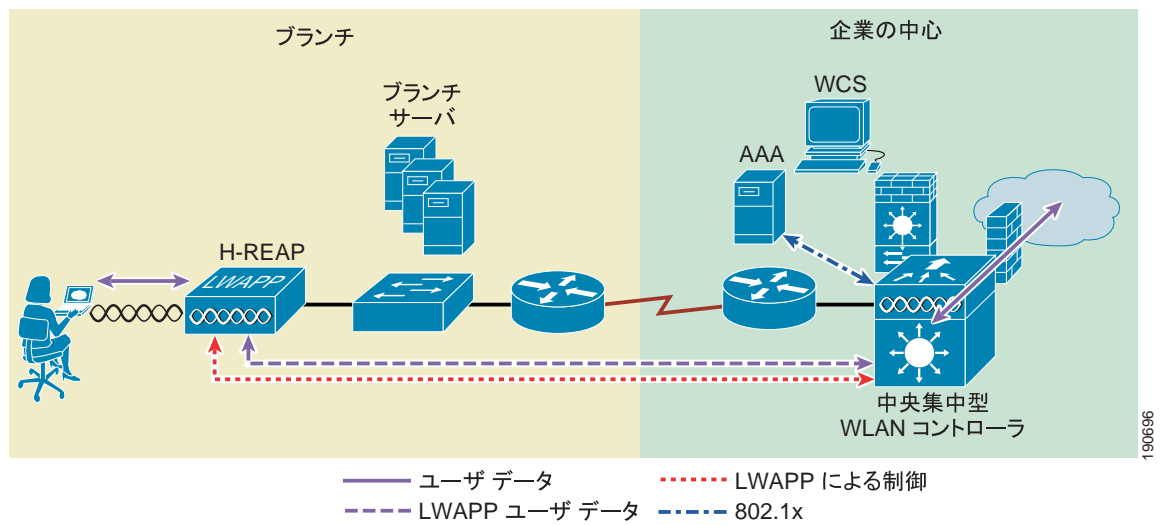 ブランチ
企業の中心
ブランチ
サーバ
WCS
AAA
H-REAP
LWAPP
中央集中型
WLAN コントローラ
190696
ユーザ データ
LWAPP による制御
LWAPP ユーザ データ
802.1x